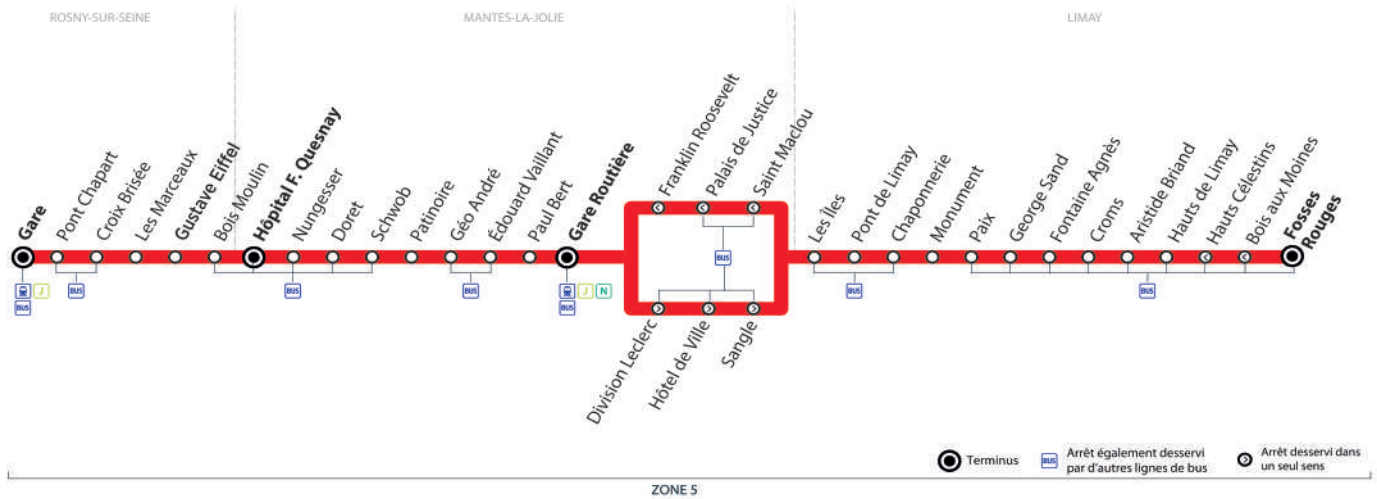 ROSNY-SUR-SEINE
MANTES-LA-JOLIE
LIMAY
Gare
Pont Chapart
Croix Brisée
Les Marceaux
Gustave Eiffel
Bois Moulin
Hôpital F. Quesnay
Nungesser
Doret
Schwob
Patinoire
Géo André
Édouard Vaillant
Paul Bert
Gare Routière
Franklin Roosevelt
Palais de Justice
Saint Maclou
Les Îles
Pont de Limay
Chaponnerie
Monument
Paix
George Sand
Fontaine Agnès
Croms
Aristide Briand
Hauts de Limay
Hauts Célestins
Bois aux Moines
Fosses
Rouges
BUS
J
BUS
BUS
BUS
BUS
J
N
BUS
BUS
BUS
BUS
Division Leclerc
Hôtel de Ville
Sangle
Terminus
BUS
Arrêt également desservi
par d'autres lignes de bus
Arrêt desservi dans
un seul sens
ZONE 5